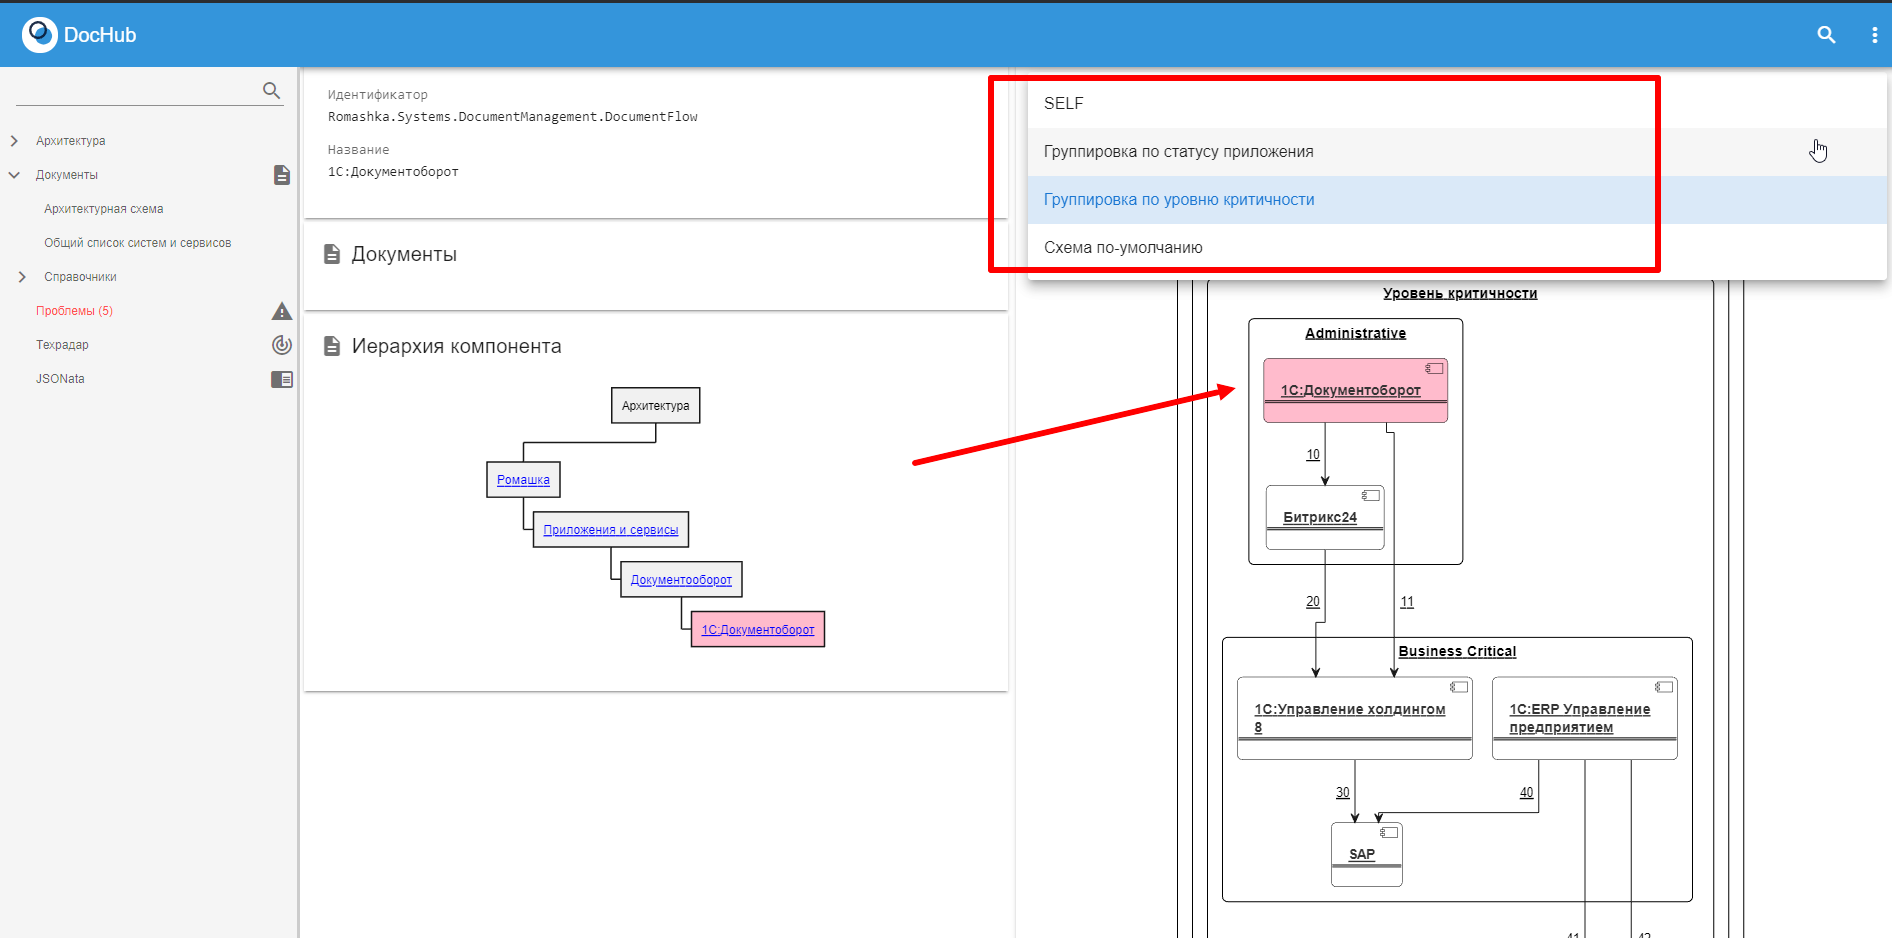 DocHub
Архитектура
Документы
Архитектурная схема
Общий список систем и сервисов
Справочники
Проблемы (5)
Техрадар
JSONata
Идентификатор
Romashka.Systems.DocumentManagement.DocumentFlow
Название
1С:Документоборот
Документы
Иерархия компонента
Архитектура
Ромашка
Приложения и сервисы
Документооборот
1С:Документоборот
SELF
Группировка по статусу приложения
Группировка по уровню критичности
Схема по-умолчанию
Уровень критичности
Administrative
1С:Документоборот
10
Битрикс24
20
11
Business Critical
1С:Управление холдингом
8
1С:ERP Управление
предприятием
30
40
SAP
41
42